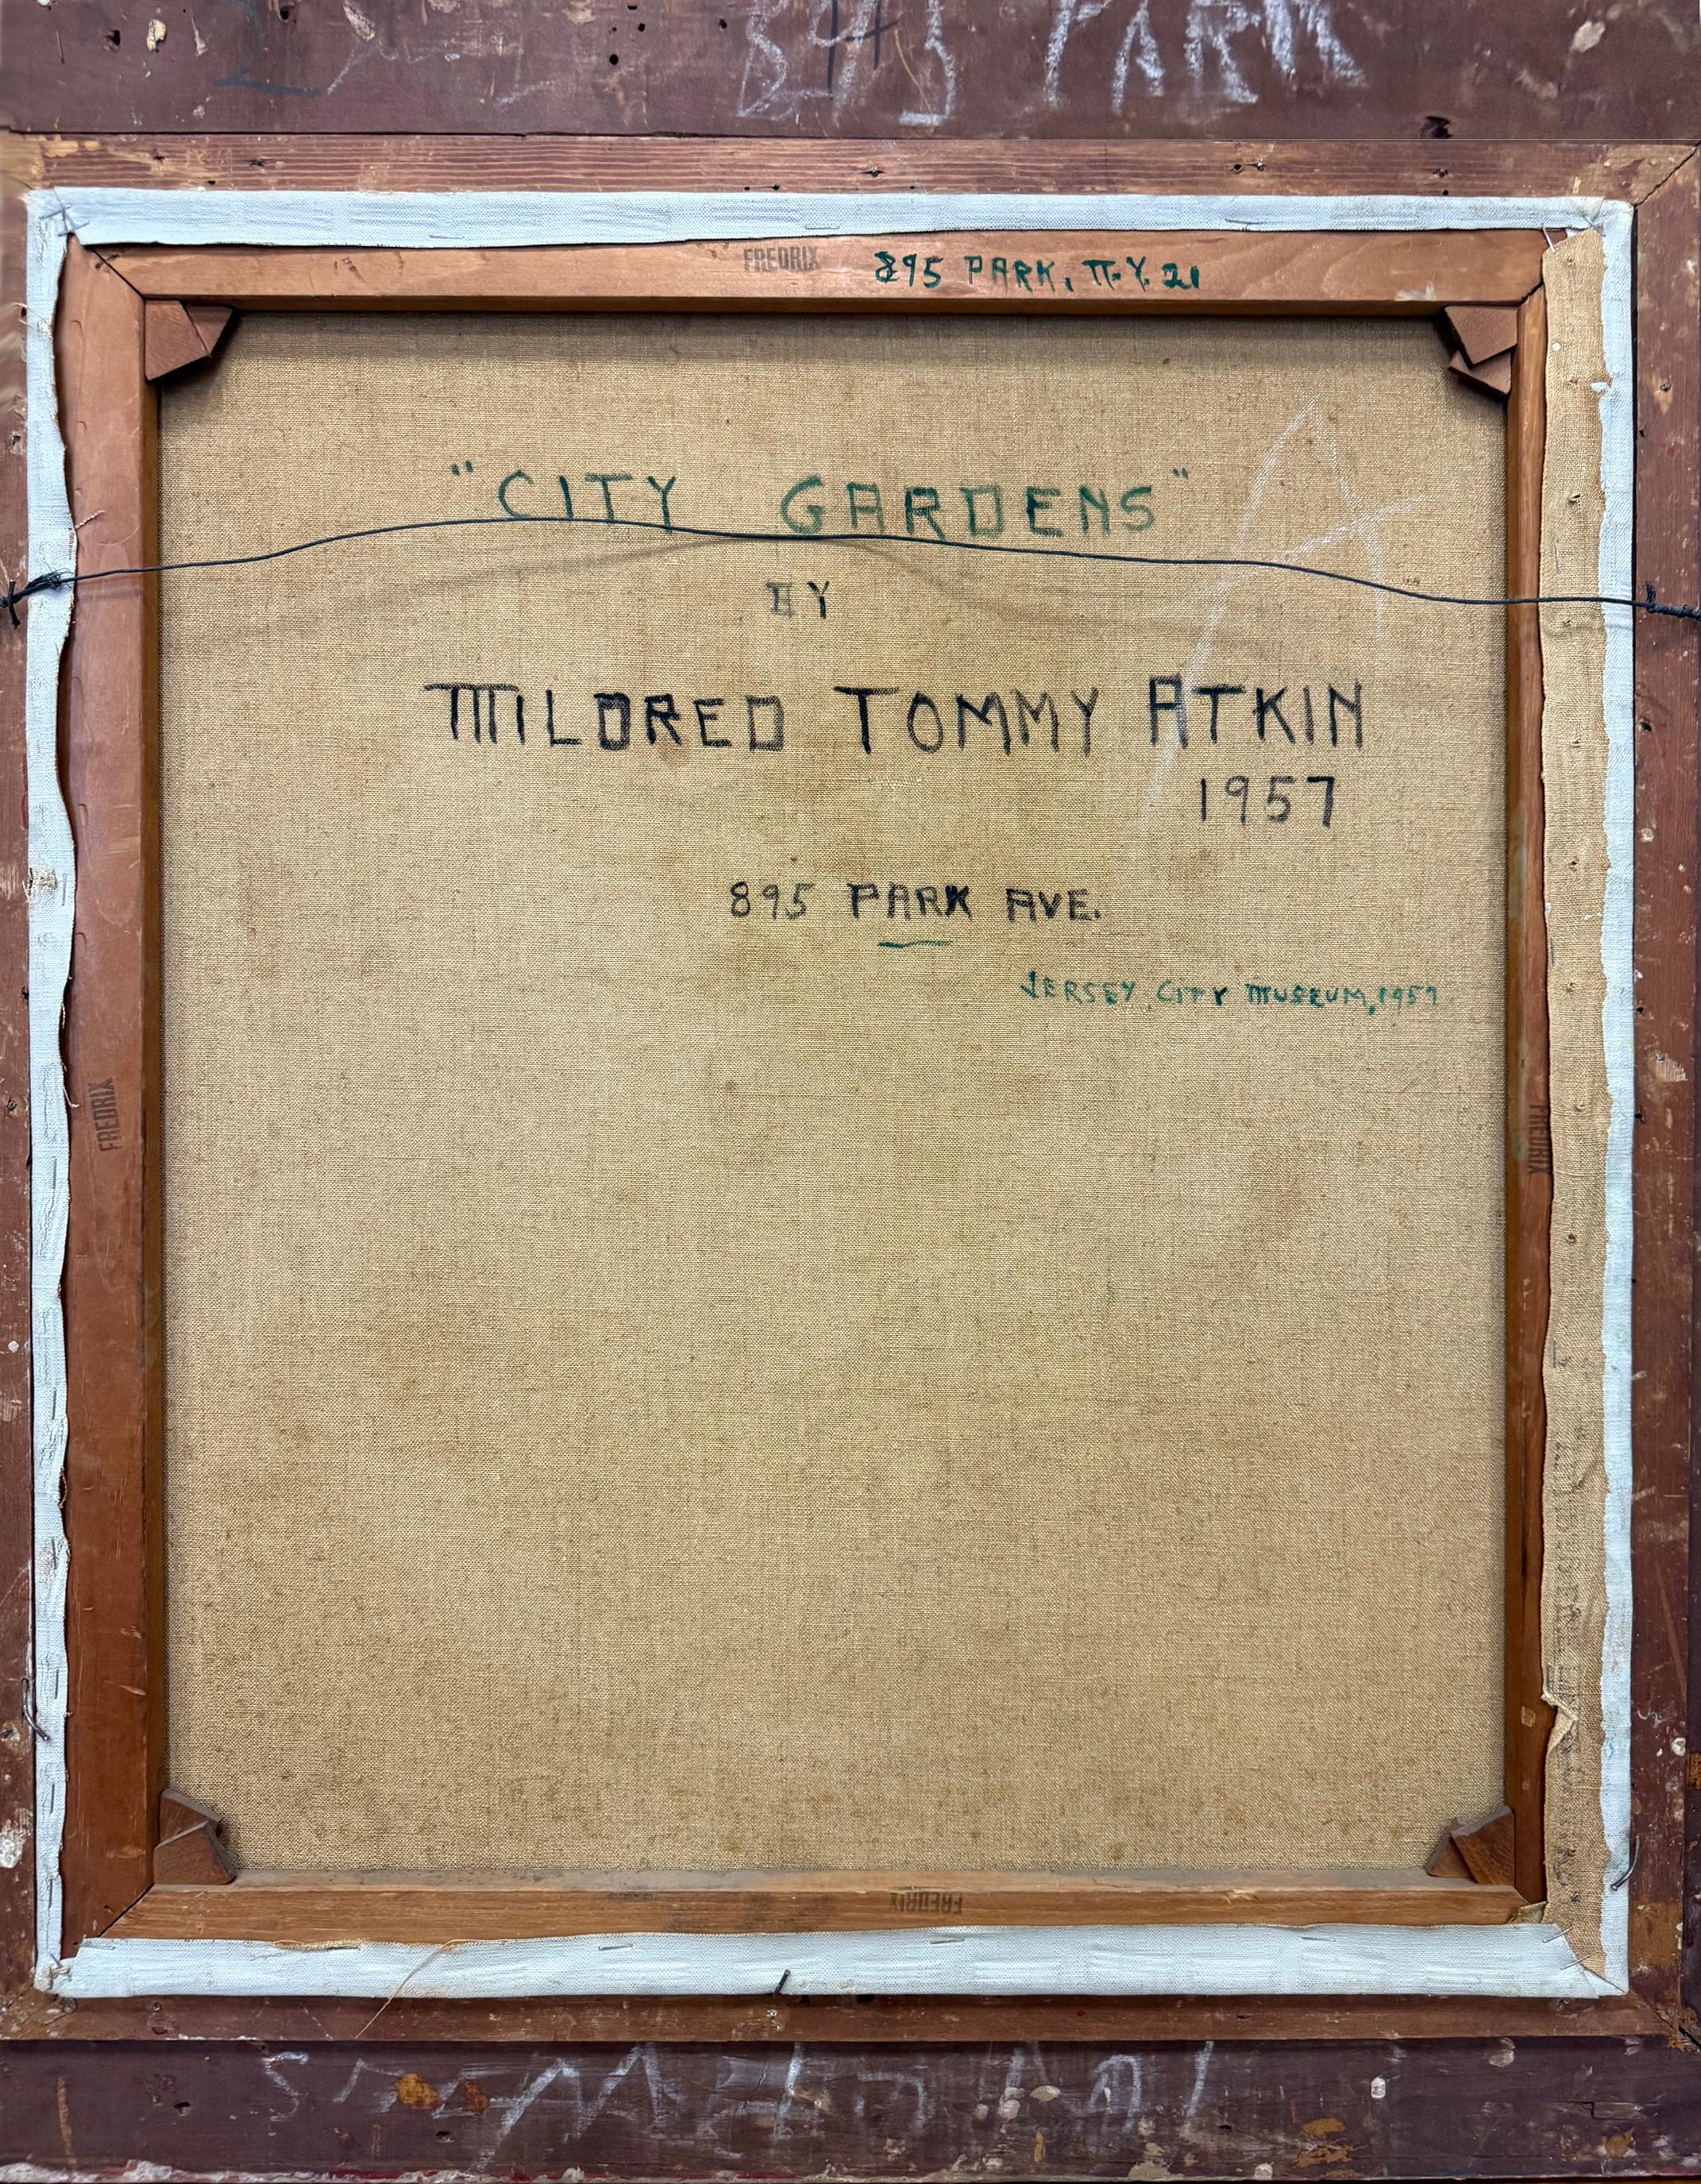 PARK
FREDRIX 895 PARK, N.Y. 21
"CITY GARDENS"
BY
MILDRED TOMMY ATKIN
1957
895 PARK AVE.
JERSEY CITY MUSEUM, 1957
FREDRIX
FREDRIX
FREDRIX